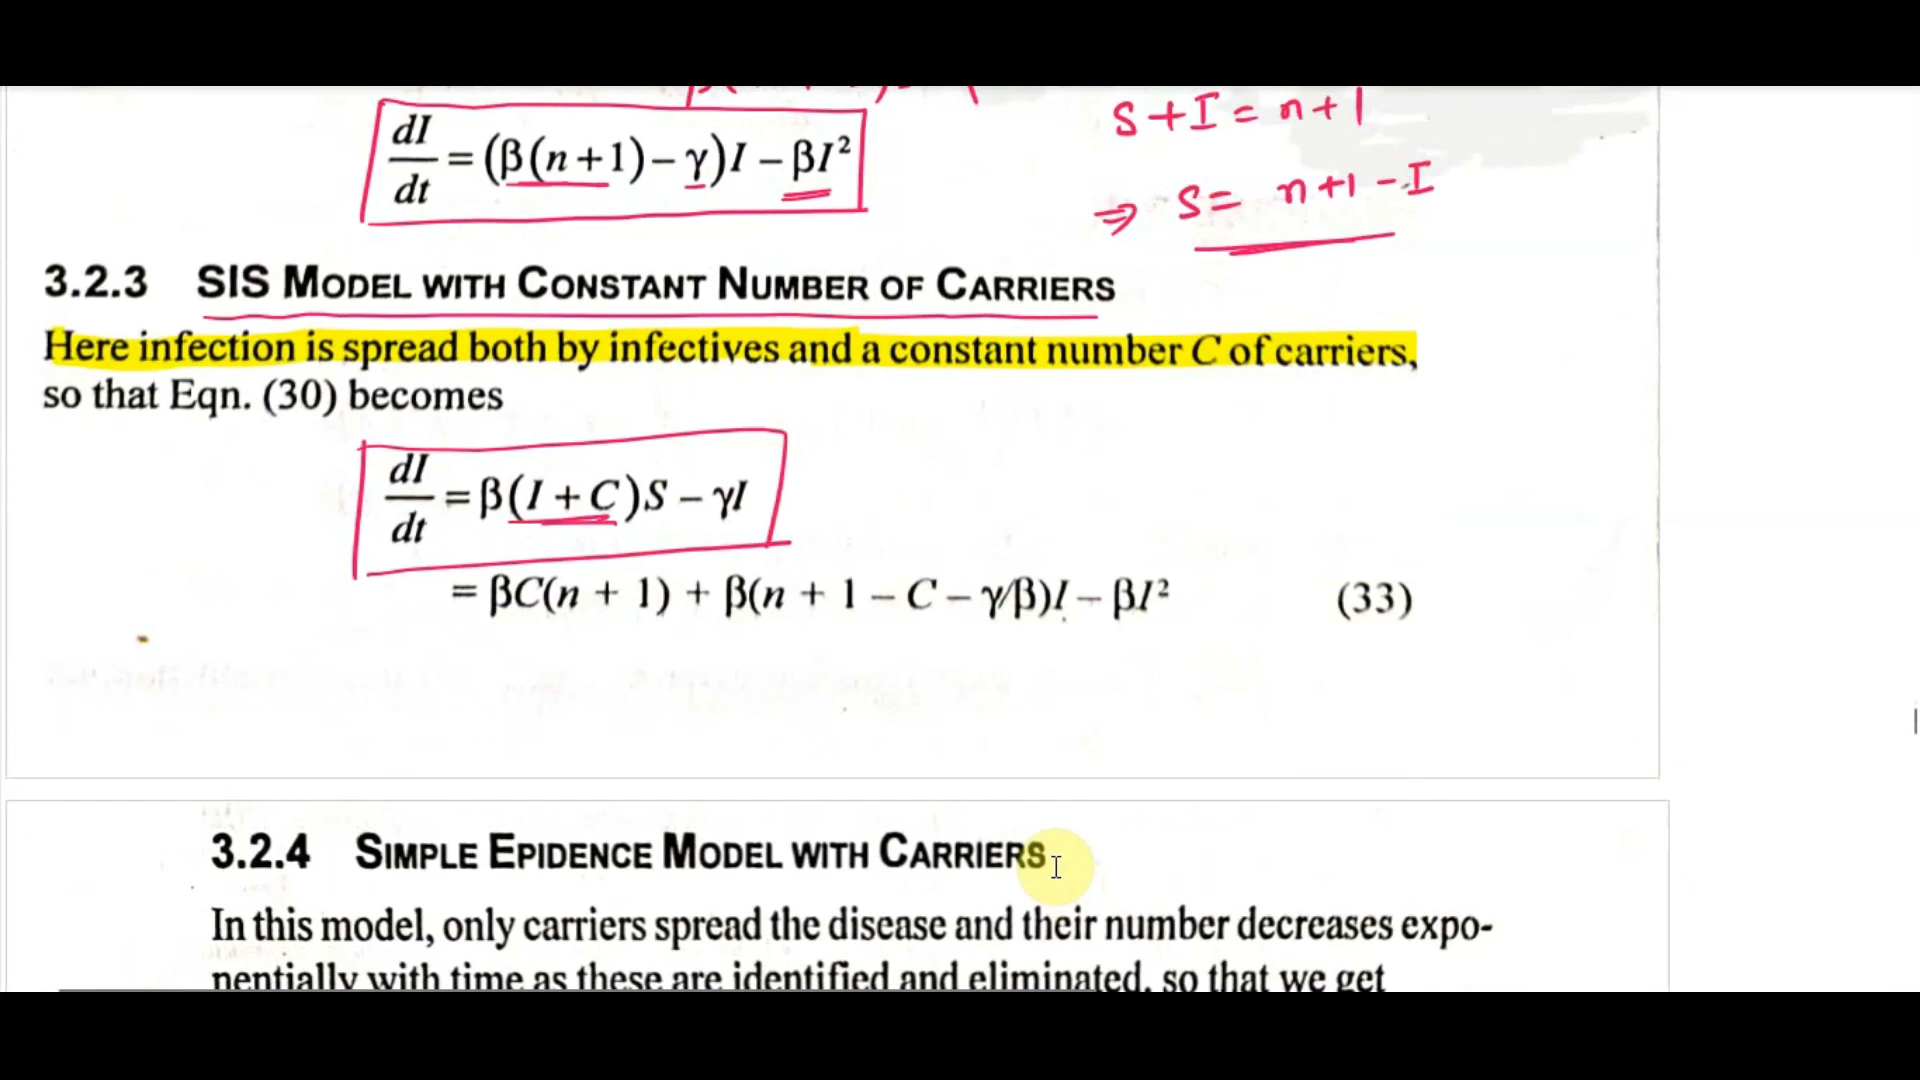 S+I = n+1
dI/dt = (β(n+1) – γ)I – βI²
⇒ S = n+1 – I
3.2.3 SIS MODEL WITH CONSTANT NUMBER OF CARRIERS
Here infection is spread both by infectives and a constant number C of carriers,
so that Eqn. (30) becomes
dI/dt = β(I + C)S – γI
= βC(n + 1) + β(n + 1 – C – γ/β)I – βI² (33)
3.2.4 SIMPLE EPIDENCE MODEL WITH CARRIERS
In this model, only carriers spread the disease and their number decreases expo-
nentially with time as these are identified and eliminated, so that we get